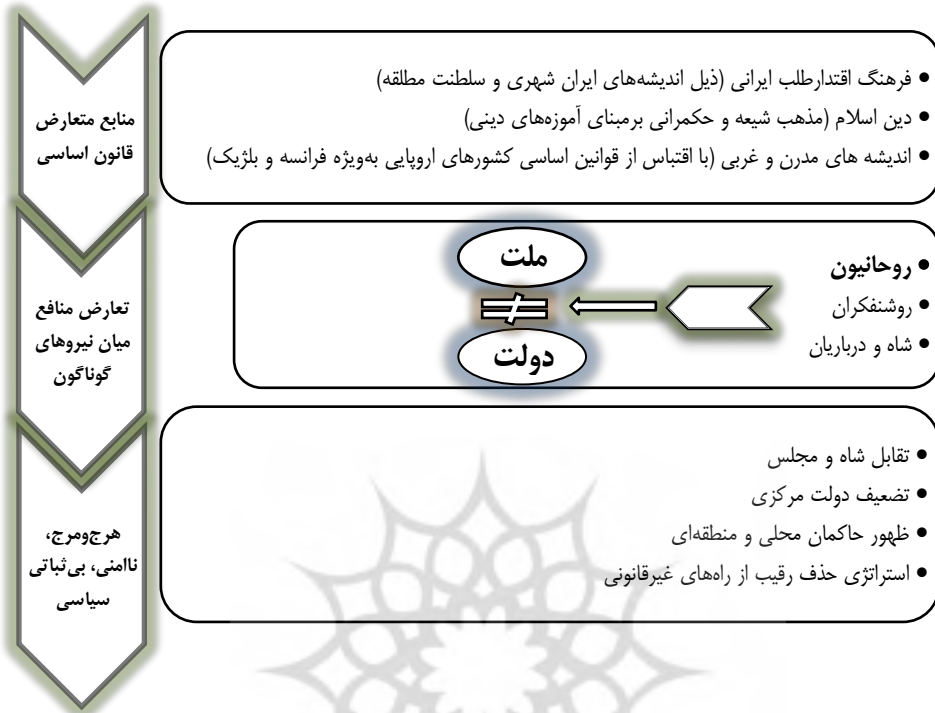 منابع متعارض
قانون اساسی
• فرهنگ اقتدارطلب ایرانی (ذیل اندیشه‌های ایران شهری و سلطنت مطلقه)
• دین اسلام (مذهب شیعه و حکمرانی برمبنای آموزه‌های دینی)
• اندیشه های مدرن و غربی (با اقتباس از قوانین اساسی کشورهای اروپایی به‌ویژه فرانسه و بلژیک)
تعارض منافع
میان نیروهای
گوناگون
• روحانیون
• روشنفکران
• شاه و درباریان
ملت
≠
دولت
هرج‌ومرج،
ناامنی، بی‌ثباتی
سیاسی
• تقابل شاه و مجلس
• تضعیف دولت مرکزی
• ظهور حاکمان محلی و منطقه‌ای
• استراتژی حذف رقیب از راه‌های غیرقانونی